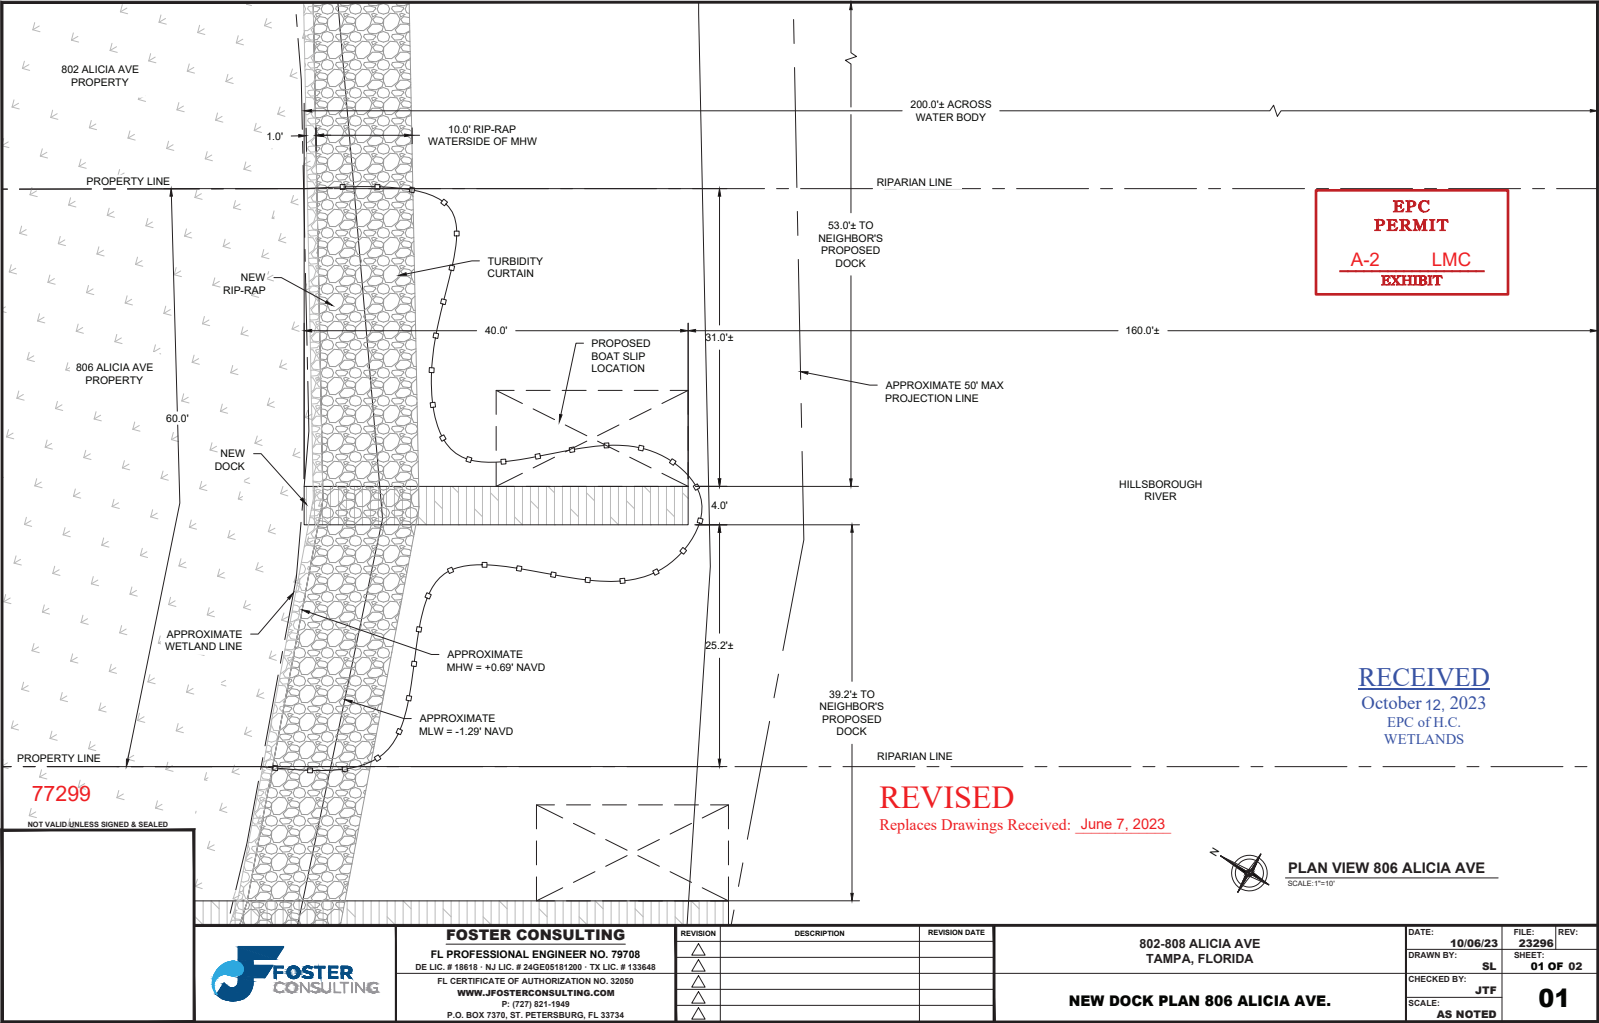 802 ALICIA AVE
PROPERTY
200.0'± ACROSS
WATER BODY
1.0'
10.0' RIP-RAP
WATERSIDE OF MHW
PROPERTY LINE
RIPARIAN LINE
EPC
PERMIT
A-2 LMC
EXHIBIT
53.0'± TO
NEIGHBOR'S
PROPOSED
DOCK
TURBIDITY
CURTAIN
NEW
RIP-RAP
40.0'
31.0'±
160.0'±
PROPOSED
BOAT SLIP
LOCATION
806 ALICIA AVE
PROPERTY
APPROXIMATE 50' MAX
PROJECTION LINE
60.0'
NEW
DOCK
4.0'
HILLSBOROUGH
RIVER
APPROXIMATE
WETLAND LINE
APPROXIMATE
MHW = +0.69' NAVD
25.2'±
APPROXIMATE
MLW = -1.29' NAVD
39.2'± TO
NEIGHBOR'S
PROPOSED
DOCK
RECEIVED
October 12, 2023
EPC of H.C.
WETLANDS
PROPERTY LINE
RIPARIAN LINE
77299
NOT VALID UNLESS SIGNED & SEALED
REVISED
Replaces Drawings Received: June 7, 2023
N
PLAN VIEW 806 ALICIA AVE
SCALE:1"=10'
FOSTER
CONSULTING
FOSTER CONSULTING
FL PROFESSIONAL ENGINEER NO. 79708
DE LIC. # 18618 · NJ LIC. # 24GE05181200 · TX LIC. # 133648
FL CERTIFICATE OF AUTHORIZATION NO. 32050
WWW.JFOSTERCONSULTING.COM
P: (727) 821-1949
P.O. BOX 7370, ST. PETERSBURG, FL 33734
REVISION DESCRIPTION REVISION DATE
802-808 ALICIA AVE
TAMPA, FLORIDA
NEW DOCK PLAN 806 ALICIA AVE.
DATE: 10/06/23
FILE: 23296
REV:
DRAWN BY: SL
SHEET: 01 OF 02
CHECKED BY: JTF
SCALE: AS NOTED
01